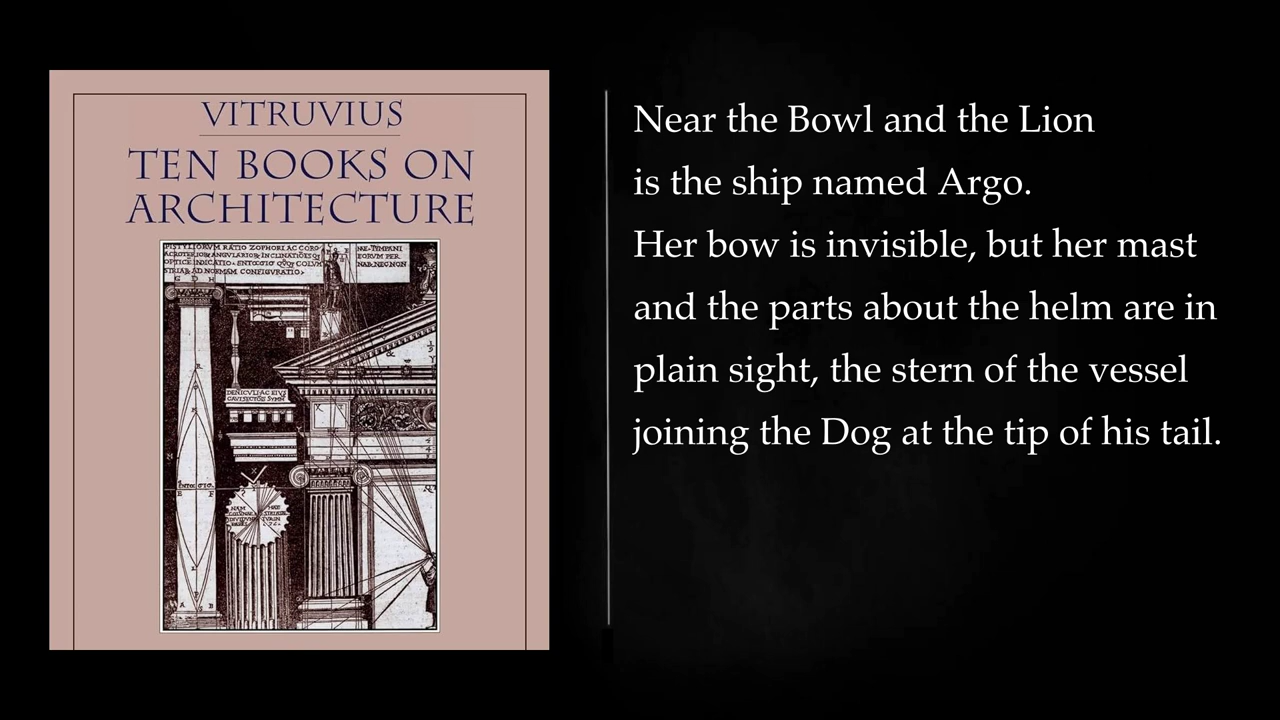 VITRUVIUS
TEN BOOKS ON
ARCHITECTURE
Near the Bowl and the Lion
is the ship named Argo.
Her bow is invisible, but her mast
and the parts about the helm are in
plain sight, the stern of the vessel
joining the Dog at the tip of his tail.